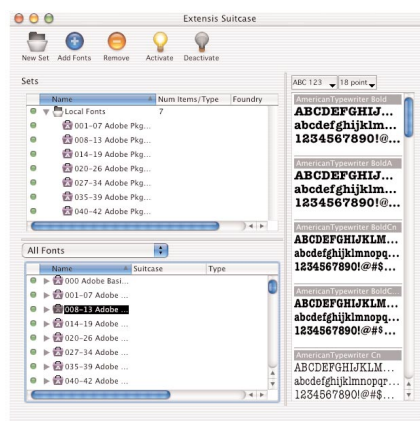 Extensis Suitcase
New Set Add Fonts Remove Activate Deactivate
Sets
Name Num Items/Type Foundry
Local Fonts 7
001-07 Adobe Pkg...
008-13 Adobe Pkg...
014-19 Adobe Pkg...
020-26 Adobe Pkg...
027-34 Adobe Pkg...
035-39 Adobe Pkg...
040-42 Adobe Pkg...
All Fonts
Name Suitcase Type
000 Adobe Basi...
001-07 Adobe ...
008-13 Adobe ...
014-19 Adobe ...
020-26 Adobe ...
027-34 Adobe ...
035-39 Adobe ...
040-42 Adobe ...
ABC 123 18 point
AmericanTypewriter Bold
ABCDEFGHIJ...
abcdefghijklm...
1234567890!@...
AmericanTypewriter BoldA
ABCDEFGHIJ...
abcdefghijklm...
1234567890!@...
AmericanTypewriter BoldCn
ABCDEFGHIJKLM...
abcdefghijklmnopq...
1234567890!@#$...
AmericanTypewriter BoldC
ABCDEFGHIJKLM...
abcdefghijklmnopq...
1234567890!@#$...
AmericanTypewriter Cn
ABCDEFGHIJKLM...
abcdefghijklmnopqr...
1234567890!@#$...